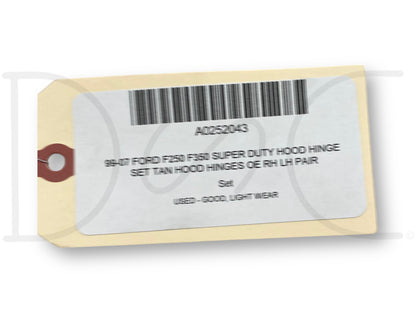 A0252043
99-07 FORD F250 F350 SUPER DUTY HOOD HINGE
SET TAN HOOD HINGES OE RH LH PAIR
Set
USED - GOOD, LIGHT WEAR